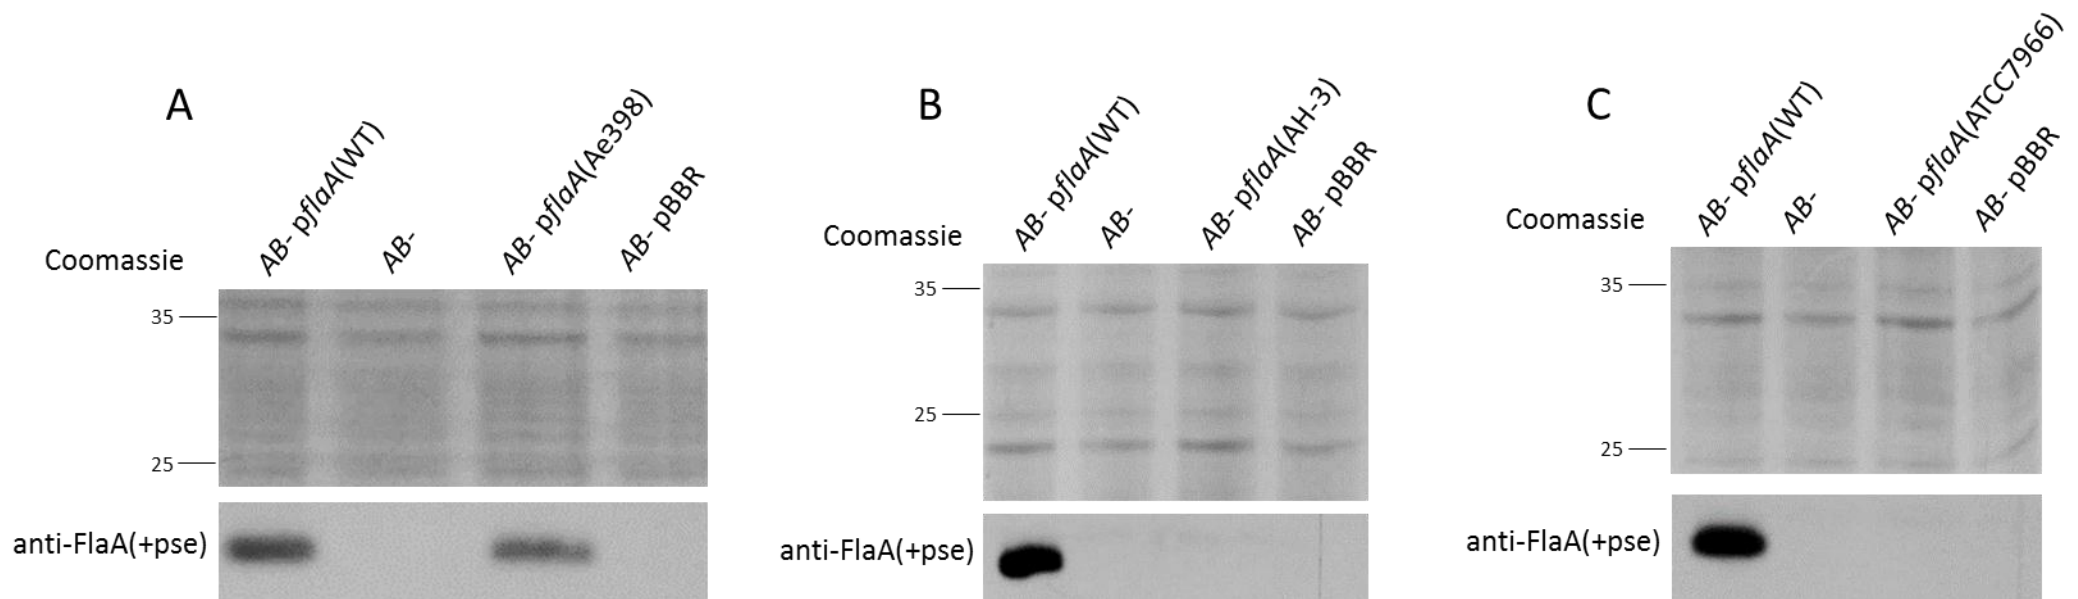 A
AB- pflaA(WT)
AB-
AB- pflaA(Ae398)
AB- pBBR
Coomassie
35
25
anti-FlaA(+pse)
B
AB- pflaA(WT)
AB-
AB- pflaA(AH-3)
AB- pBBR
Coomassie
35
25
anti-FlaA(+pse)
C
AB- pflaA(WT)
AB-
AB- pflaA(ATCC7966)
AB- pBBR
Coomassie
35
25
anti-FlaA(+pse)